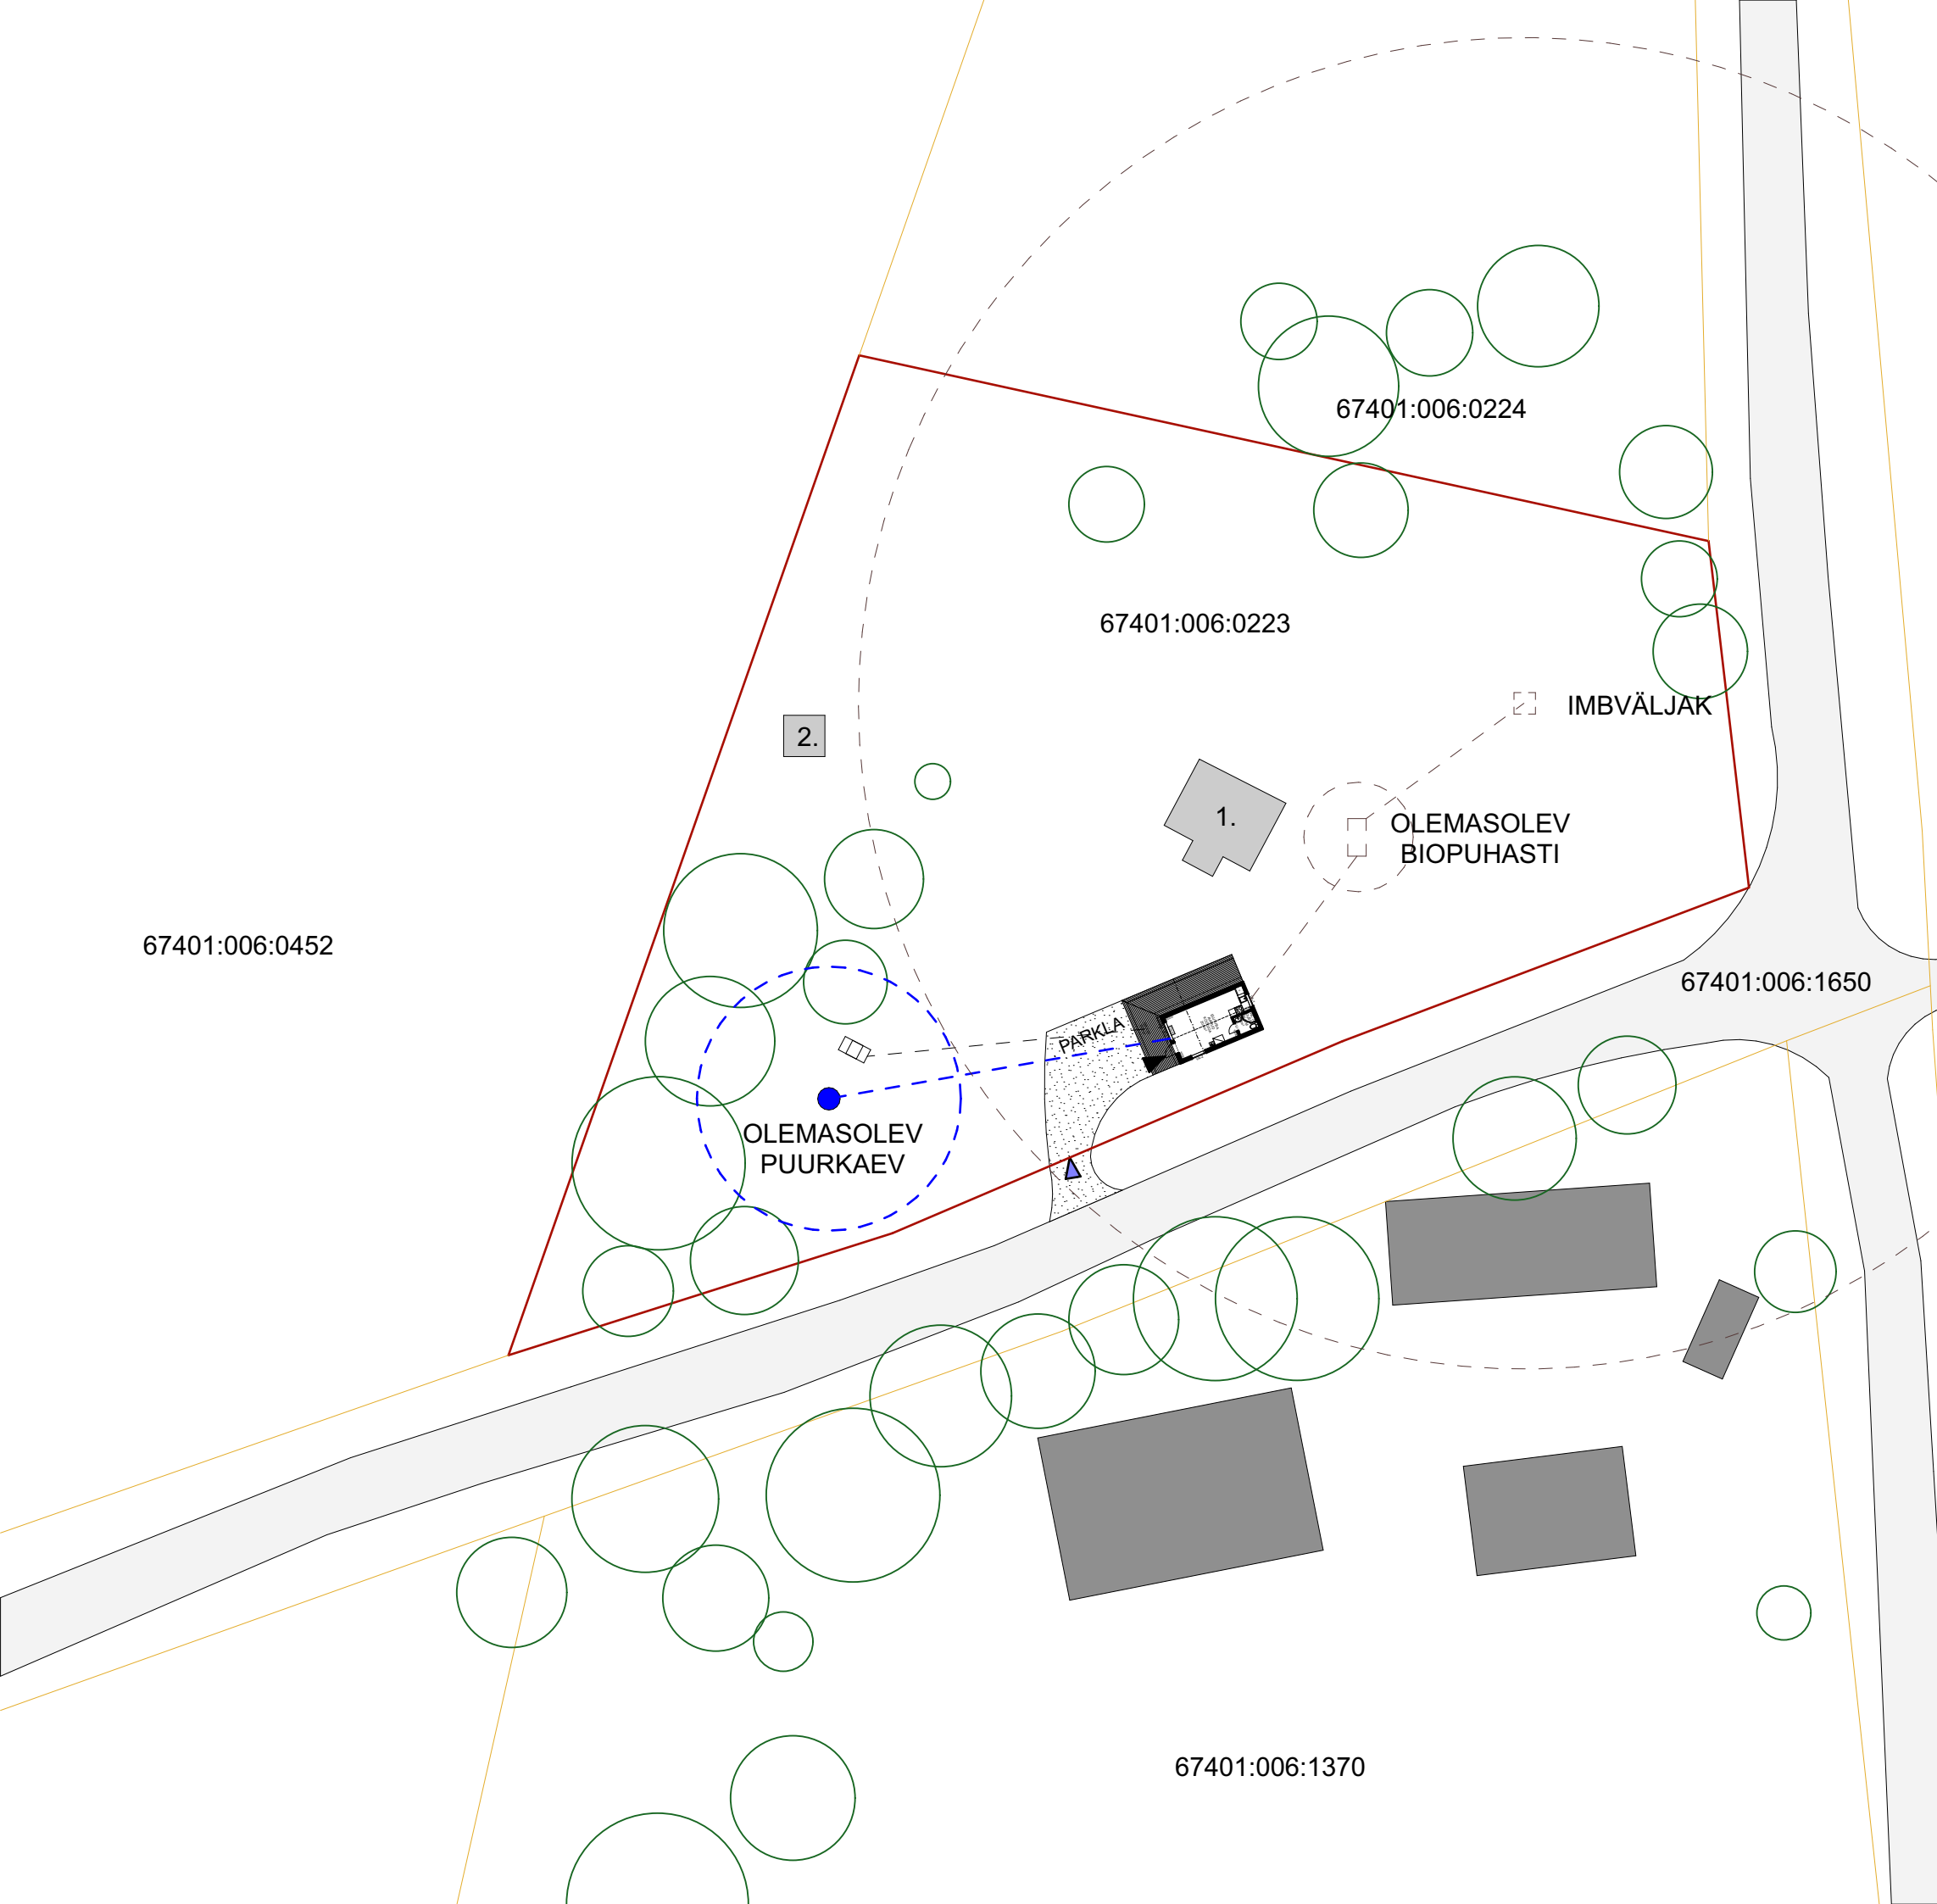 67401:006:0224
67401:006:0223
IMBVÄLJAK
2.
1.
OLEMASOLEV
BIOPUHASTI
67401:006:0452
67401:006:1650
PARKLA
OLEMASOLEV
PUURKAEV
67401:006:1370